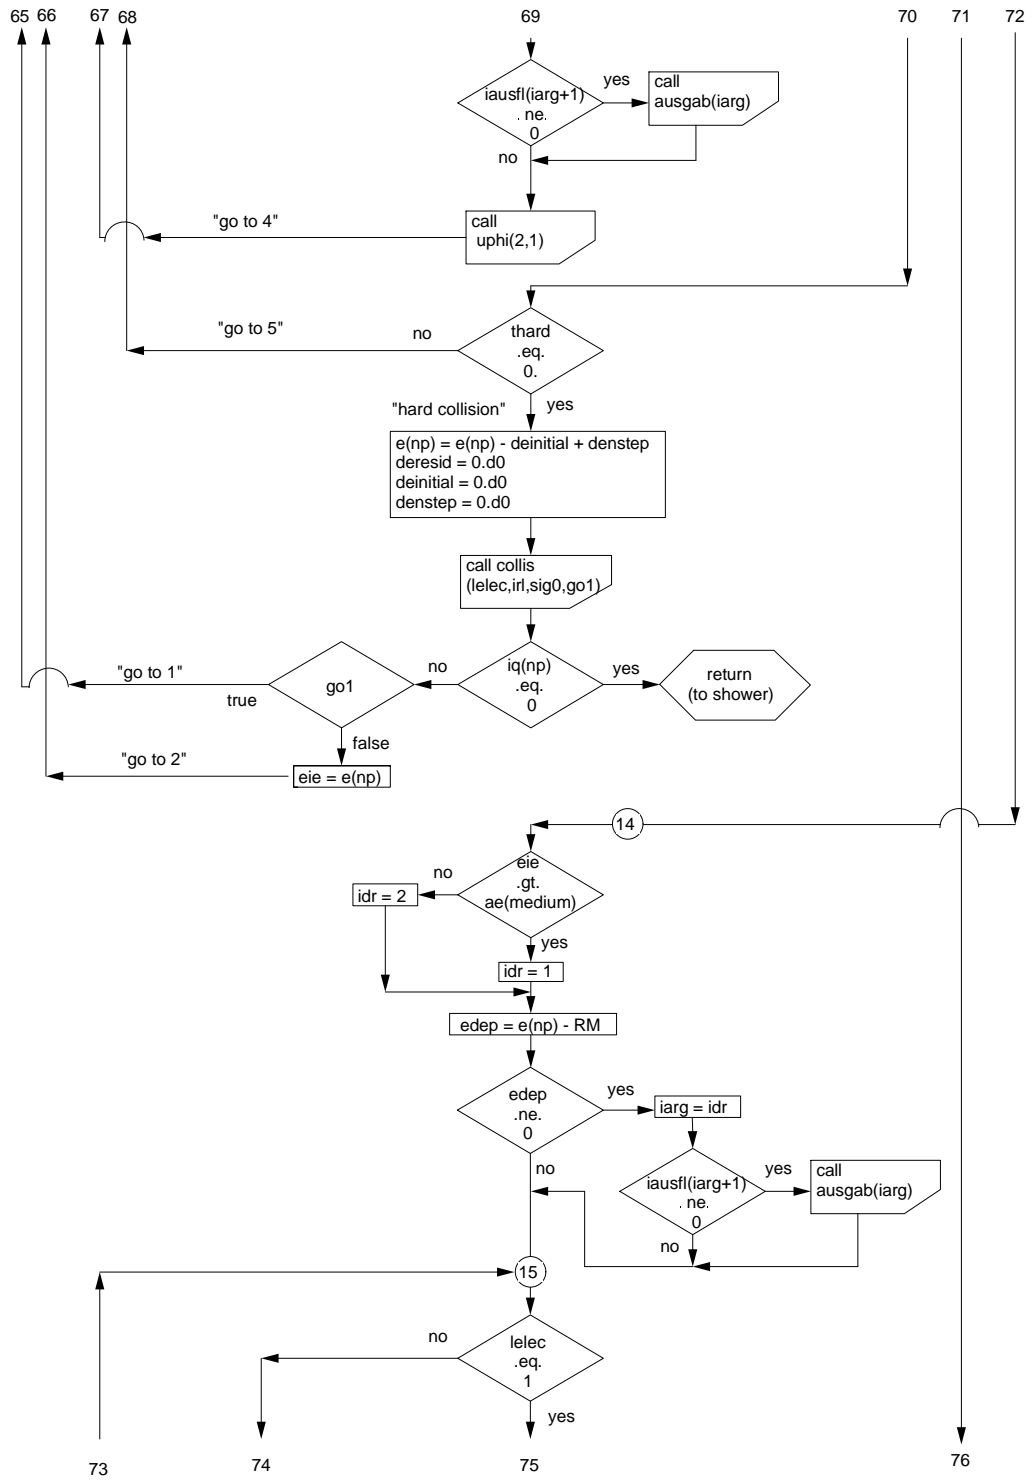 65 66 67 68 69 70 71 72
iausfl(iarg+1)
. ne.
0
yes
call
ausgab(iarg)
no
"go to 4"
call
uphi(2,1)
"go to 5"
no
thard
.eq.
0.
"hard collision"
yes
e(np) = e(np) - deinitial + denstep
deresid = 0.d0
deinitial = 0.d0
denstep = 0.d0
call collis
(lelec,irl,sig0,go1)
"go to 1"
true
go1
no
iq(np)
.eq.
0
yes
return
(to shower)
false
"go to 2"
eie = e(np)
14
eie
.gt.
ae(medium)
no
idr = 2
yes
idr = 1
edep = e(np) - RM
edep
.ne.
0
yes
iarg = idr
no
iausfl(iarg+1)
. ne.
0
yes
call
ausgab(iarg)
no
15
no
lelec
.eq.
1
yes
73 74 75 76